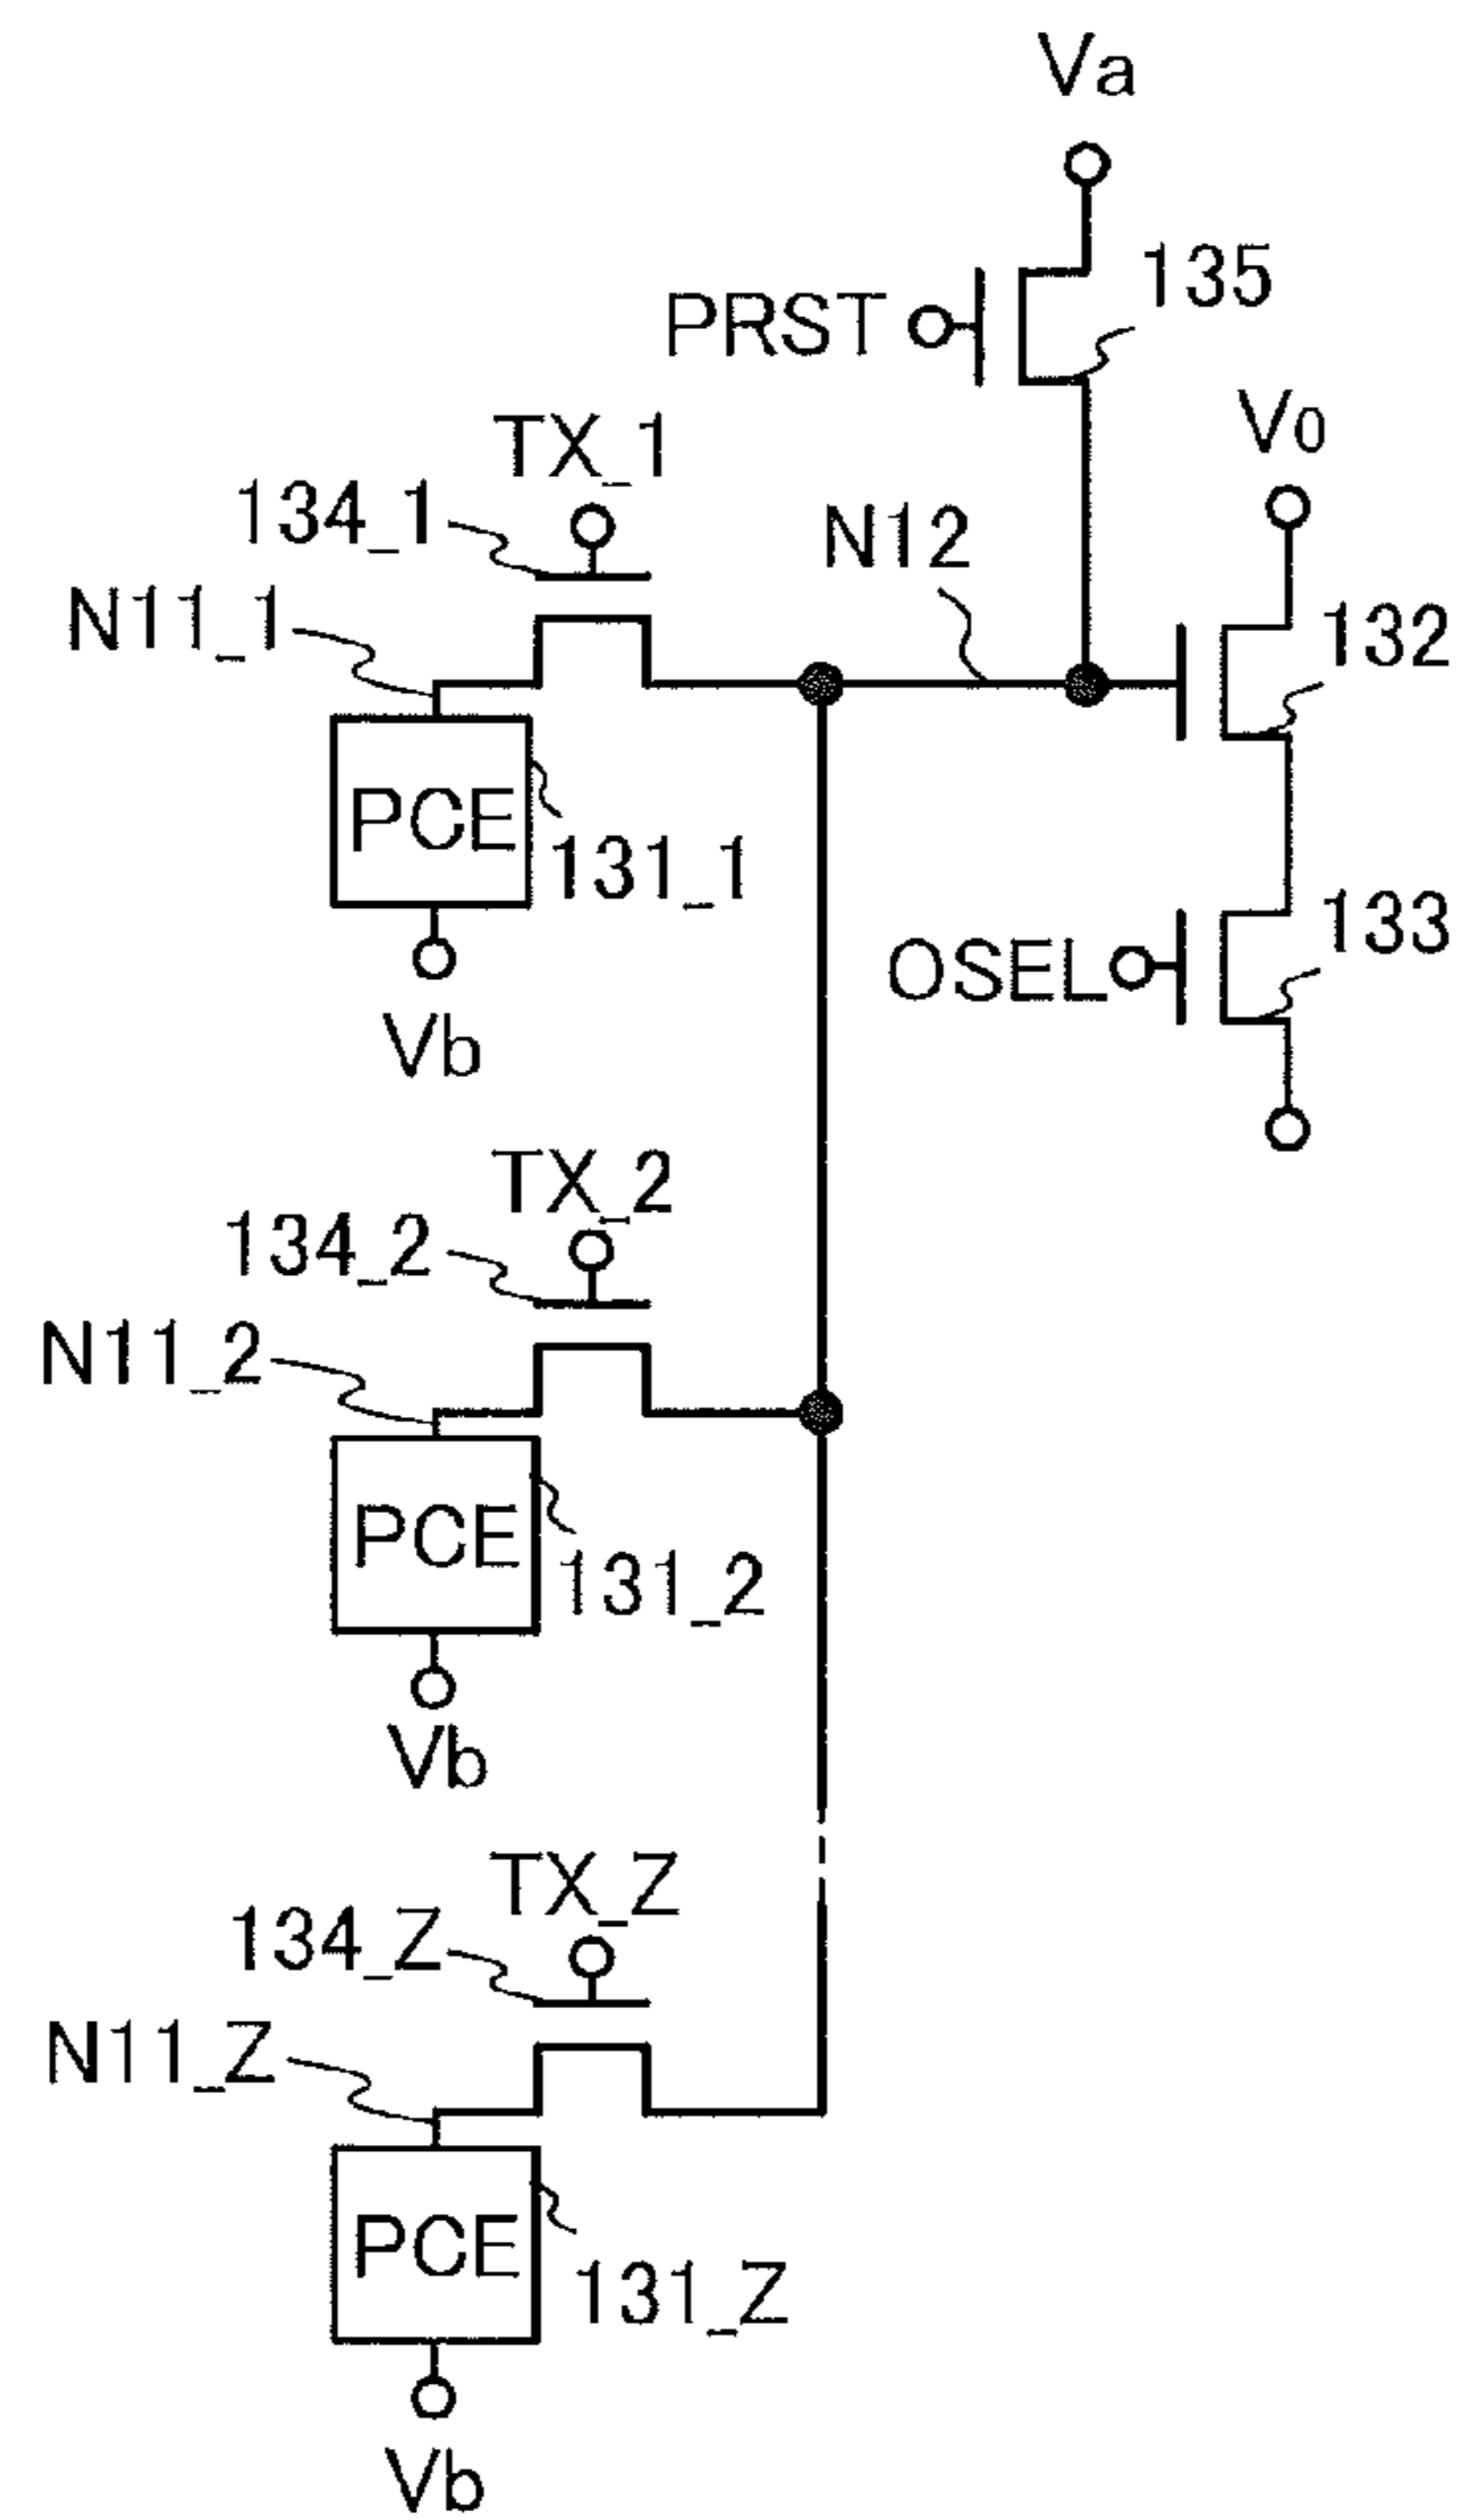 Va
135
PRST
Vo
TX_1
134_1
N12
N11_1
132
PCE
131_1
133
OSEL
Vb
TX_2
134_2
N11_2
PCE
131_2
Vb
TX_Z
134_Z
N11_Z
PCE
131_Z
Vb